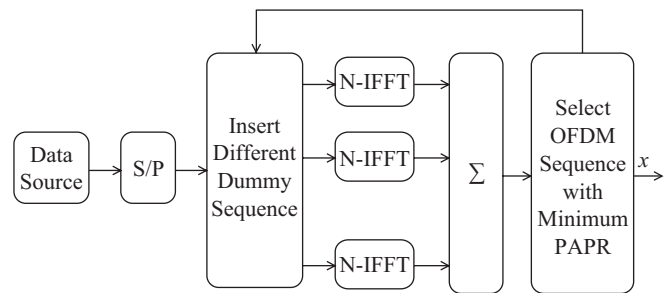 Data
Source
S/P
Insert
Different
Dummy
Sequence
N-IFFT
N-IFFT
N-IFFT
Σ
Select
OFDM
Sequence
with
Minimum
PAPR
x